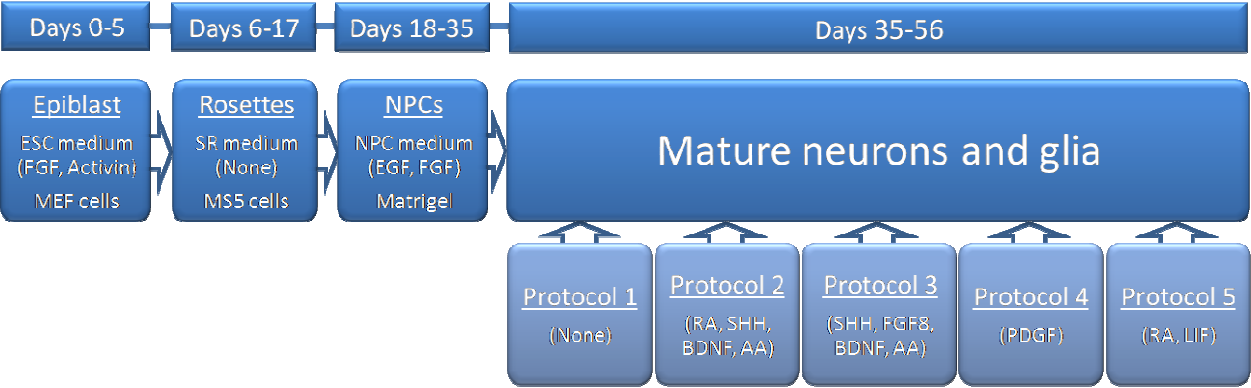 Days 0-5
Days 6-17
Days 18-35
Days 35-56
Epiblast
ESC medium
(FGF, Activin)
MEF cells
Rosettes
SR medium
(None)
MS5 cells
NPCs
NPC medium
(EGF, FGF)
Matrigel
Mature neurons and glia
Protocol 1
(None)
Protocol 2
(RA, SHH,
BDNF, AA)
Protocol 3
(SHH, FGF8,
BDNF, AA)
Protocol 4
(PDGF)
Protocol 5
(RA, LIF)